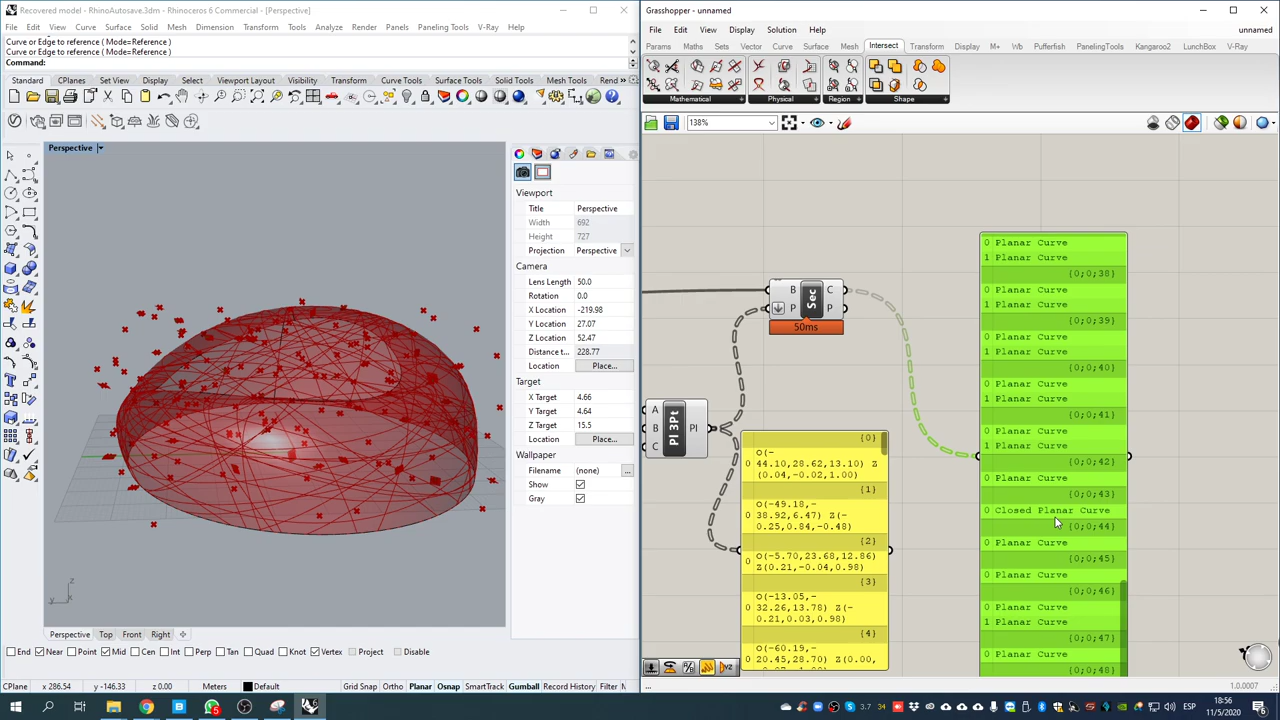 Recovered model - RhinoAutosave.3dm - Rhinoceros 6 Commercial - [Perspective]
File Edit View Curve Surface Solid Mesh Dimension Transform Tools Analyze Render Panels Paneling Tools V-Ray Help
Curve or Edge to reference ( Mode=Reference )
Curve or Edge to reference ( Mode=Reference )
Command:
Standard CPlanes Set View Display Select Viewport Layout Visibility Transform Curve Tools Surface Tools Solid Tools Mesh Tools Rend »
Perspective
Viewport
Title Perspective
Width 692
Height 727
Projection Perspective
Camera
Lens Length 50.0
Rotation 0.0
X Location -219.98
Y Location 27.07
Z Location 52.47
Distance t... 228.77
Location Place...
Target
X Target 4.66
Y Target 4.64
Z Target 15.5
Location Place...
Wallpaper
Filename (none) ...
Show
Gray
z
y
x
Perspective Top Front Right
End Near Point Mid Cen Int Perp Tan Quad Knot Vertex Project Disable
CPlane x 286.54 y -146.33 z 0.00 Meters Default Grid Snap Ortho Planar Osnap SmartTrack Gumball Record History Filter M
Grasshopper - unnamed
File Edit View Display Solution Help unnamed
Params Maths Sets Vector Curve Surface Mesh Intersect Transform Display M+ Wb Pufferfish PanelingTools Kangaroo2 LunchBox V-Ray
Mathematical Physical Region Shape
138%
B Sec C
P P
50ms
A
B Pl 3Pt Pl
C
{0}
O(-
0 44.10,28.62,13.10) Z
(0.04,-0.02,1.00)
{1}
O(-49.18,-
0 38.92,6.47) Z(-
0.25,0.84,-0.48)
{2}
0 O(-5.70,23.68,12.86)
Z(0.21,-0.04,0.98)
{3}
O(-13.05,-
0 32.26,13.78) Z(-
0.21,0.03,0.98)
{4}
O(-60.19,-
0 20.45,28.70) Z(0.00,
0 Planar Curve
1 Planar Curve
{0;0;38}
0 Planar Curve
1 Planar Curve
{0;0;39}
0 Planar Curve
1 Planar Curve
{0;0;40}
0 Planar Curve
1 Planar Curve
{0;0;41}
0 Planar Curve
1 Planar Curve
{0;0;42}
0 Planar Curve
{0;0;43}
0 Closed Planar Curve
{0;0;44}
0 Planar Curve
{0;0;45}
0 Planar Curve
{0;0;46}
0 Planar Curve
1 Planar Curve
{0;0;47}
0 Planar Curve
{0;0;48}
...
1.0.0007
3.7 34
ESP
18:56
11/5/2020